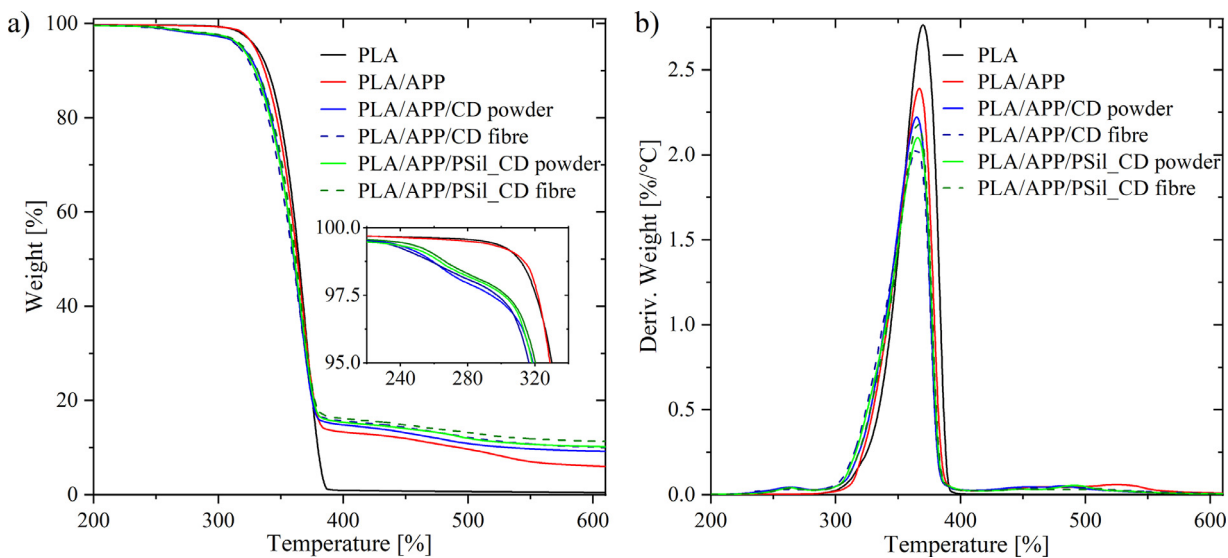 a)
100
80
60
40
20
0
Weight [%]
200
300
400
500
600
Temperature [%]
PLA
PLA/APP
PLA/APP/CD powder
PLA/APP/CD fibre
PLA/APP/PSil_CD powder
PLA/APP/PSil_CD fibre
100.0
97.5
95.0
240
280
320
b)
2.5
2.0
1.5
1.0
0.5
0.0
Deriv. Weight [%/°C]
200
300
400
500
600
Temperature [%]
PLA
PLA/APP
PLA/APP/CD powder
PLA/APP/CD fibre
PLA/APP/PSil_CD powder
PLA/APP/PSil_CD fibre